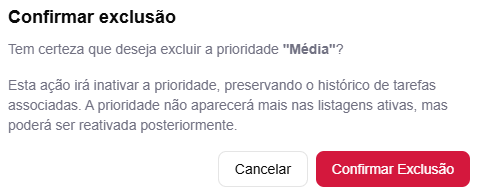 Confirmar exclusão
Tem certeza que deseja excluir a prioridade "Média"?
Esta ação irá inativar a prioridade, preservando o histórico de tarefas
associadas. A prioridade não aparecerá mais nas listagens ativas, mas
poderá ser reativada posteriormente.
Cancelar
Confirmar Exclusão